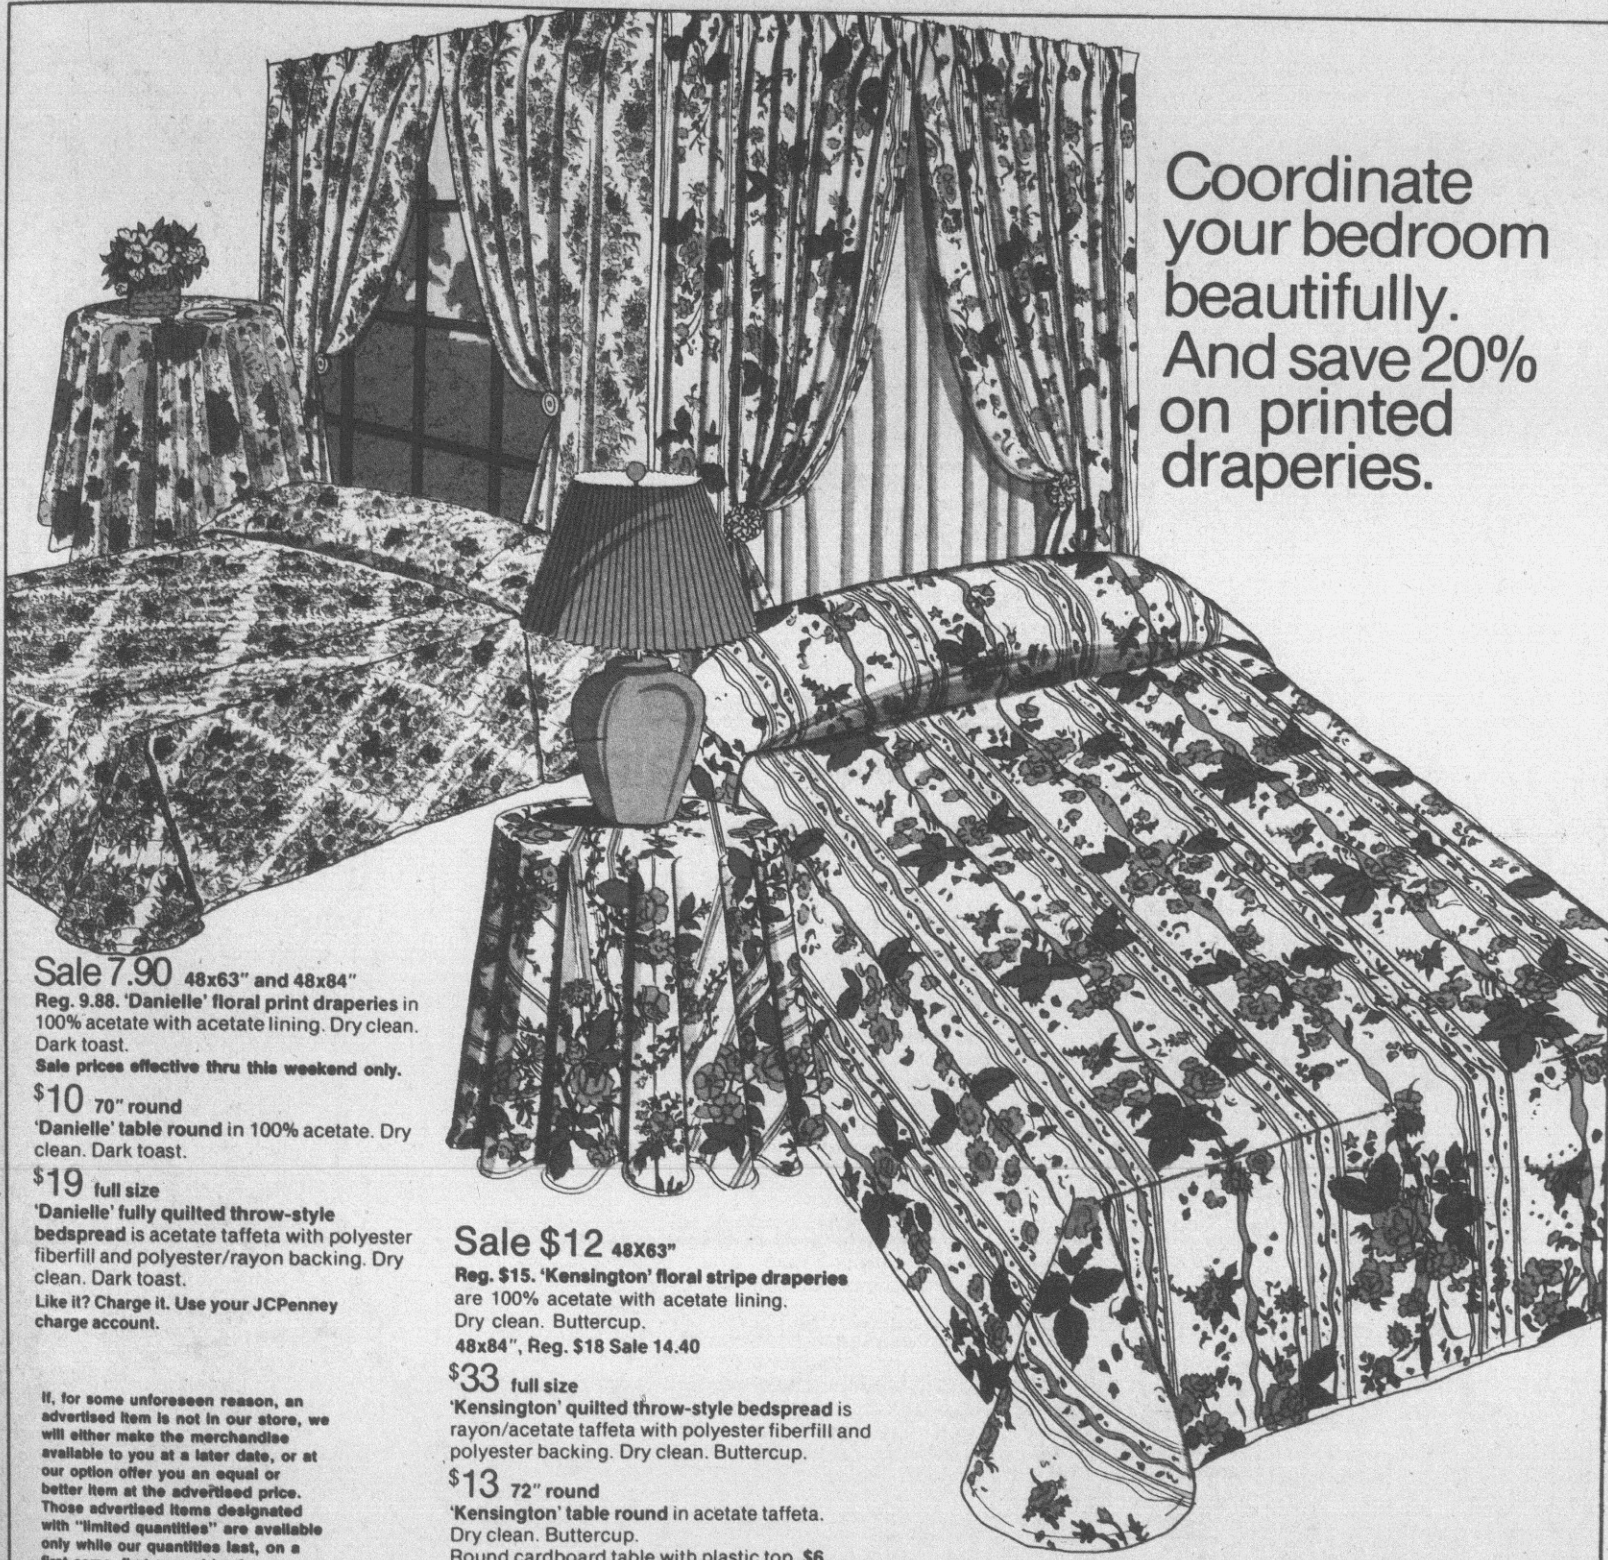 Coordinate
your bedroom
beautifully.
And save 20%
on printed
draperies.
Sale 7.90 48x63" and 48x84"
Reg. 9.88. 'Danielle' floral print draperies in
100% acetate with acetate lining. Dry clean.
Dark toast.
Sale prices effective thru this weekend only.
$10 70" round
'Danielle' table round in 100% acetate. Dry
clean. Dark toast.
$19 full size
'Danielle' fully quilted throw-style
bedspread is acetate taffeta with polyester
fiberfill and polyester/rayon backing. Dry
clean. Dark toast.
Like it? Charge it. Use your JCPenney
charge account.
If, for some unforeseen reason, an
advertised item is not in our store, we
will either make the merchandise
available to you at a later date, or at
our option offer you an equal or
better item at the advertised price.
Those advertised items designated
with "limited quantities" are available
only while our quantities last, on a
Sale $12 48X63"
Reg. $15. 'Kensington' floral stripe draperies
are 100% acetate with acetate lining.
Dry clean. Buttercup.
48x84", Reg. $18 Sale 14.40
$33 full size
'Kensington' quilted throw-style bedspread is
rayon/acetate taffeta with polyester fiberfill and
polyester backing. Dry clean. Buttercup.
$13 72" round
'Kensington' table round in acetate taffeta.
Dry clean. Buttercup.
Round cardboard table with plastic top, $6